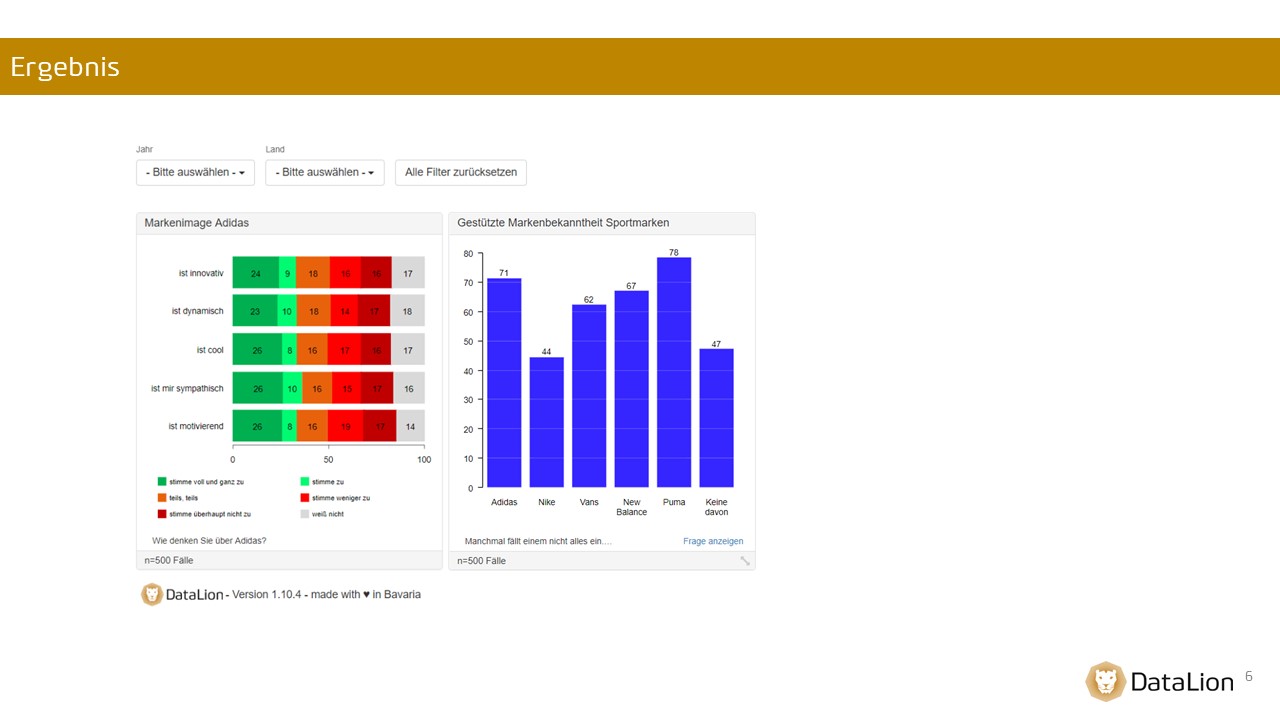 Ergebnis
Jahr
Land
- Bitte auswählen -
- Bitte auswählen -
Alle Filter zurücksetzen
Markenimage Adidas
ist innovativ 24 9 18 16 16 17
ist dynamisch 23 10 18 14 17 18
ist cool 26 8 16 17 16 17
ist mir sympathisch 26 10 16 15 17 16
ist motivierend 26 8 16 19 17 14
0 50 100
stimme voll und ganz zu
stimme zu
teils, teils
stimme weniger zu
stimme überhaupt nicht zu
weiß nicht
Wie denken Sie über Adidas?
n=500 Fälle
Gestützte Markenbekanntheit Sportmarken
80
70
60
50
40
30
20
10
0
71
44
62
67
78
47
Adidas
Nike
Vans
New
Balance
Puma
Keine
davon
Manchmal fällt einem nicht alles ein....
Frage anzeigen
n=500 Fälle
DataLion - Version 1.10.4 - made with ♥ in Bavaria
DataLion
6